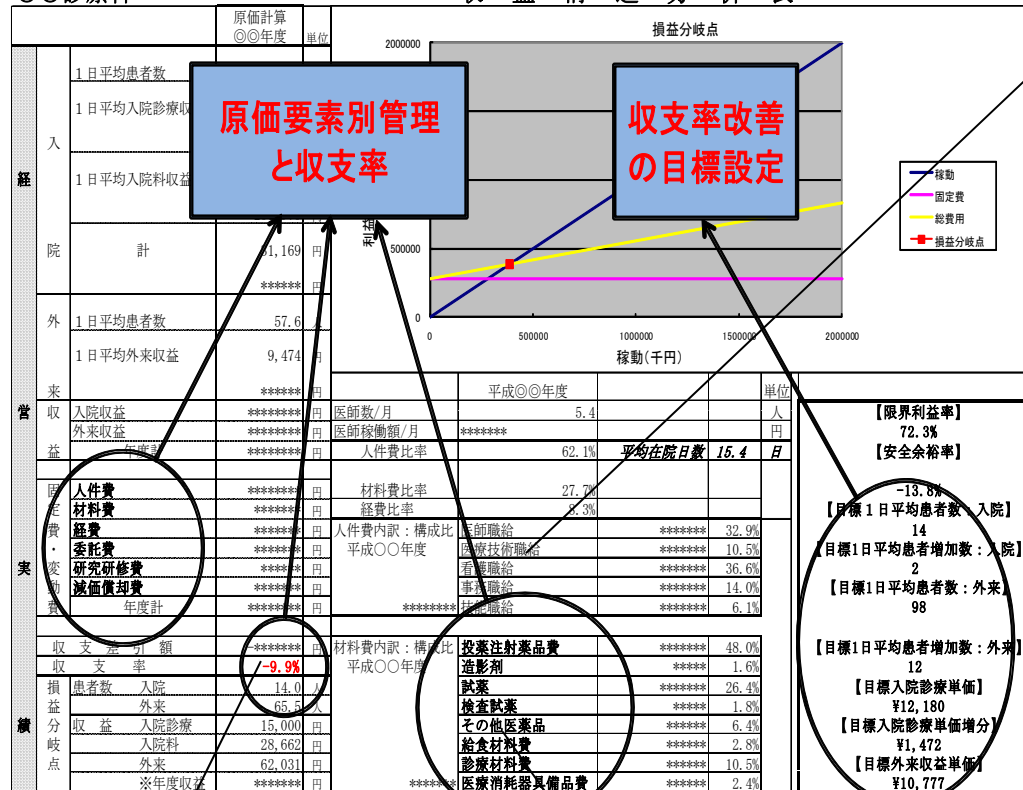 収 益 構 造 分 析 表
原価計算
◎◎年度 単位
経
営
実
績
入
院
1日平均患者数
1日平均入院診療収
1日平均入院料収益
計 31,169 円
****** 円
外
来
1日平均患者数 57.6 人
1日平均外来収益 9,474 円
****** 円
収
益
入院収益 ******** 円
外来収益 ******** 円
年度計 ******** 円
固
定
費
・
変
動
費
人件費 ******** 円
材料費 ******** 円
経費 ******* 円
委託費 ******* 円
研究研修費 ******* 円
減価償却費 ******* 円
年度計 ******** 円
収 支 差 引 額 -******* 円
収 支 率 -9.9%
損
益
分
岐
点
患者数 入院 14.0 人
外来 65.5 人
収 益 入院診療 15,000 円
入院料 28,662 円
外来 62,031 円
※年度収益 ******* 円
原価要素別管理
と収支率
収支率改善
の目標設定
損益分岐点
2000000
500000
0
利益
0 500000 1000000 1500000 2000000
稼動(千円)
稼動
固定費
総費用
損益分岐点
平成◎◎年度 単位
医師数/月 5.4 人
医師稼働額/月 ******* 円
人件費比率 62.1% 平均在院日数 15.4 日
材料費比率 27.7%
経費比率 8.3%
人件費内訳：構成比 医師職給 ******* 32.9%
平成〇〇年度 医療技術職給 ******* 10.5%
看護職給 ******* 36.6%
事務職給 ******* 14.0%
******** 技能職給 ******* 6.1%
材料費内訳：構成比 投薬注射薬品費 ******* 48.0%
平成〇〇年度 造影剤 ***** 1.6%
試薬 ******* 26.4%
検査試薬 ***** 1.8%
その他医薬品 ****** 6.4%
給食材料費 ****** 2.8%
診療材料費 ****** 10.5%
******* 医療消耗器具備品費 ****** 2.4%
【限界利益率】
72.3%
【安全余裕率】
-13.8%
【目標１日平均患者数：入院】
14
【目標1日平均患者増加数：入院】
2
【目標1日平均患者数：外来】
98
【目標1日平均患者増加数：外来】
12
【目標入院診療単価】
¥12,180
【目標入院診療単価増分】
¥1,472
【目標外来収益単価】
¥10,777